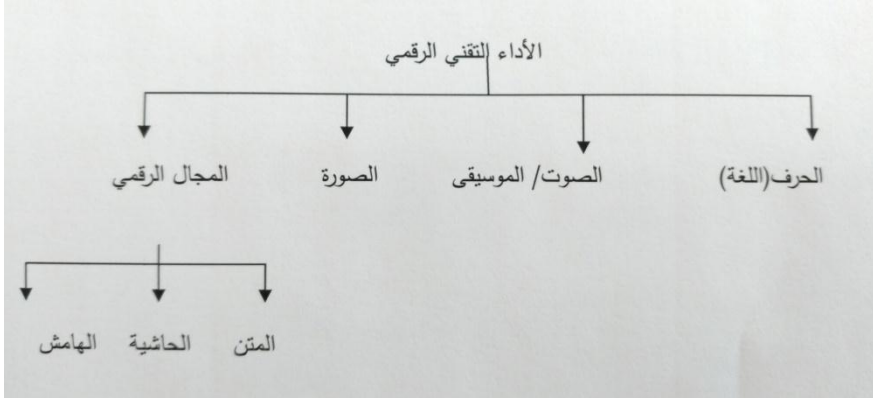 الأداء التقني الرقمي
الحرف(اللغة) الصوت/ الموسيقى الصورة المجال الرقمي
المتن الحاشية الهامش